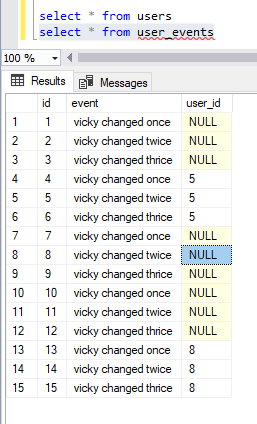 select * from users
select * from user_events
100 %
Results Messages
id event user_id
1 1 vicky changed once NULL
2 2 vicky changed twice NULL
3 3 vicky changed thrice NULL
4 4 vicky changed once 5
5 5 vicky changed twice 5
6 6 vicky changed thrice 5
7 7 vicky changed once NULL
8 8 vicky changed twice NULL
9 9 vicky changed thrice NULL
10 10 vicky changed once NULL
11 11 vicky changed twice NULL
12 12 vicky changed thrice NULL
13 13 vicky changed once 8
14 14 vicky changed twice 8
15 15 vicky changed thrice 8